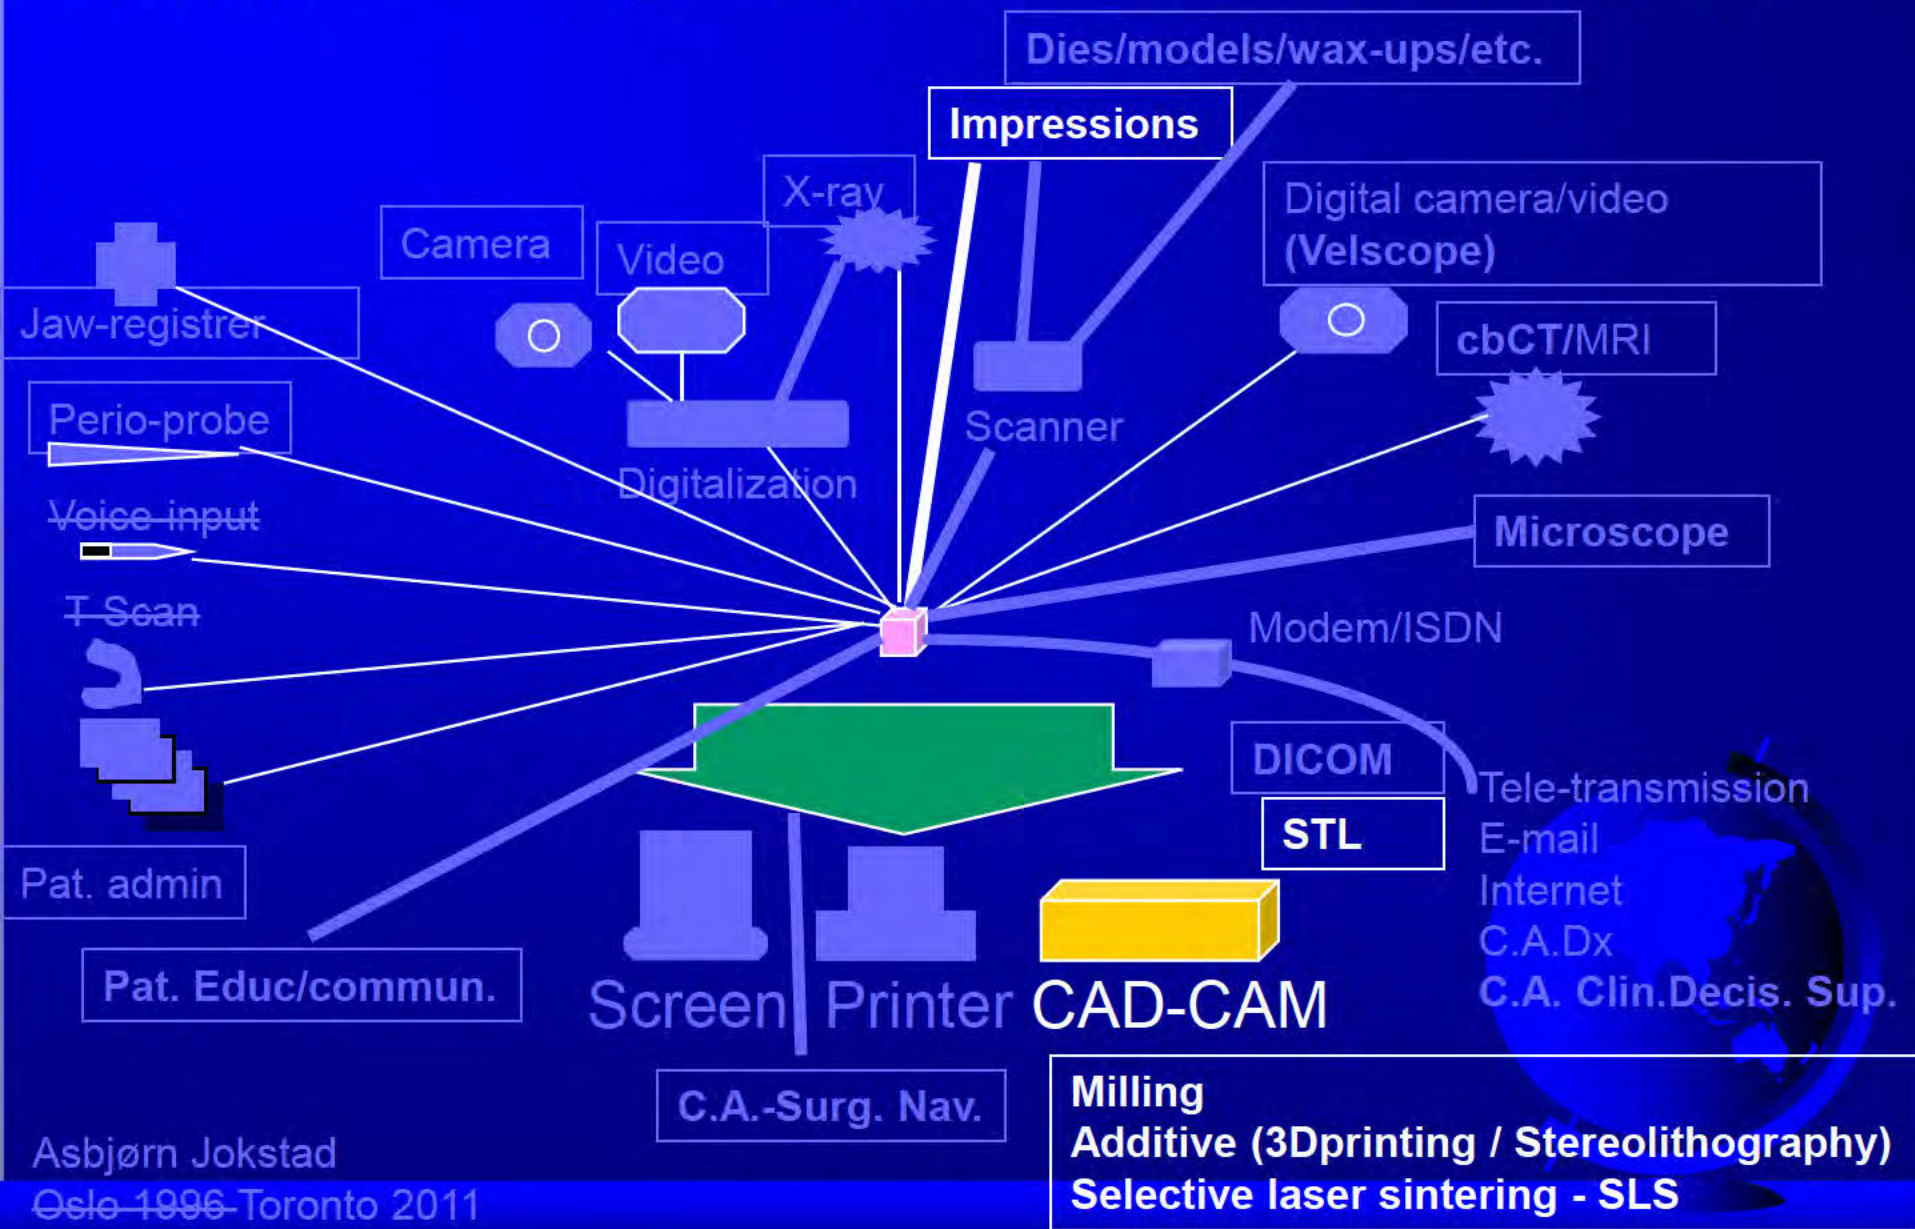 Dies/models/wax-ups/etc.
Impressions
X-ray
Camera
Video
Digital camera/video
(Velscope)
Jaw-registrer
cbCT/MRI
Perio-probe
Scanner
Digitalization
Voice input
Microscope
T Scan
Modem/ISDN
DICOM
STL
Tele-transmission
E-mail
Internet
C.A.Dx
C.A. Clin.Decis. Sup.
Pat. admin
Pat. Educ/commun.
Screen
Printer
CAD-CAM
C.A.-Surg. Nav.
Milling
Additive (3Dprinting / Stereolithography)
Selective laser sintering - SLS
Asbjørn Jokstad
Oslo 1996 Toronto 2011